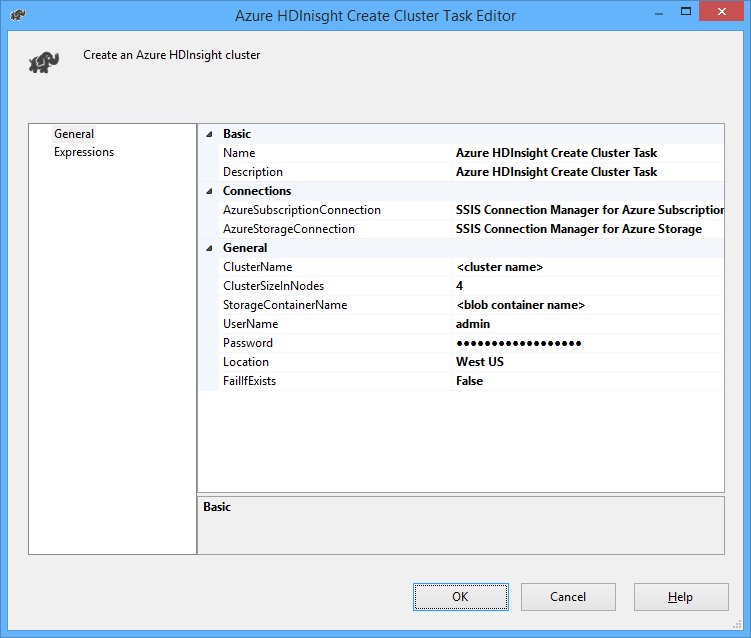 Azure HDInisght Create Cluster Task Editor
Create an Azure HDInsight cluster
General
Expressions
Basic
Name Azure HDInsight Create Cluster Task
Description Azure HDInsight Create Cluster Task
Connections
AzureSubscriptionConnection SSIS Connection Manager for Azure Subscription
AzureStorageConnection SSIS Connection Manager for Azure Storage
General
ClusterName <cluster name>
ClusterSizeInNodes 4
StorageContainerName <blob container name>
UserName admin
Password ●●●●●●●●●●●●●●●●●●
Location West US
FailIfExists False
Basic
OK Cancel Help